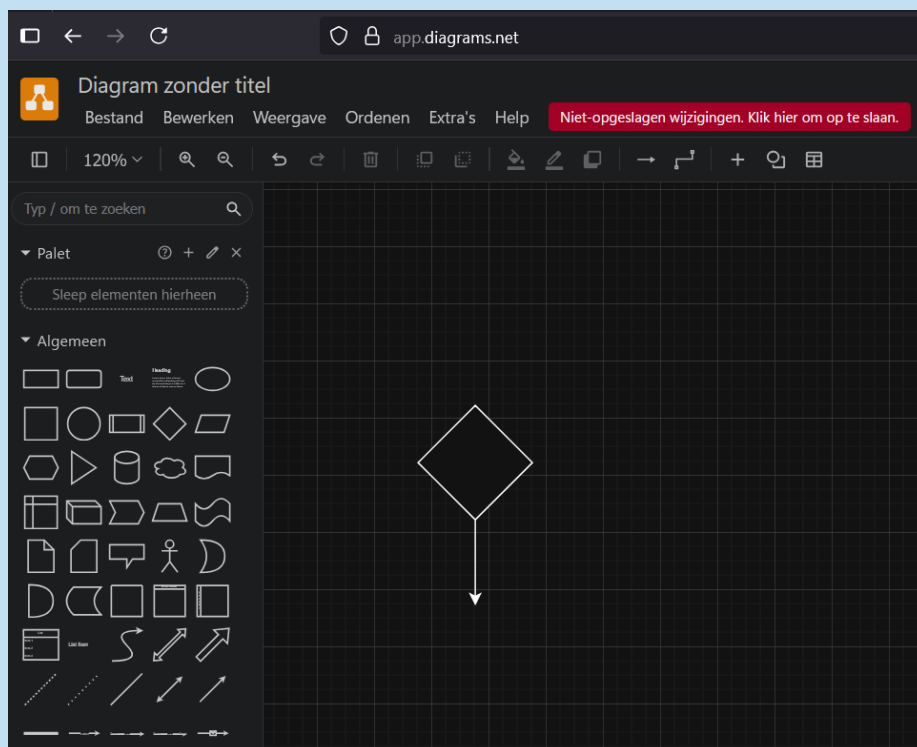 app.diagrams.net
Diagram zonder titel
Bestand Bewerken Weergave Ordenen Extra's Help Niet-opgeslagen wijzigingen. Klik hier om op te slaan.
120%
Typ / om te zoeken
Palet
Sleep elementen hierheen
Algemeen
Text
Heading
List Item